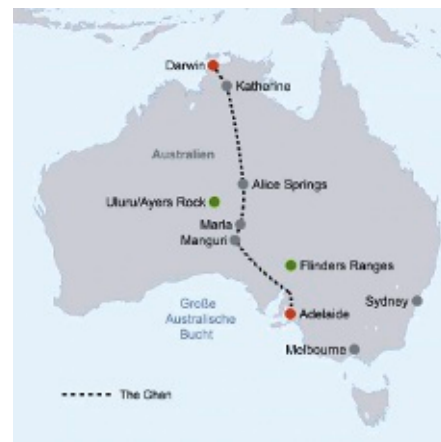 Darwin
Katherine
Australien
Alice Springs
Uluru/Ayers Rock
Marla
Manguri
Flinders Ranges
Große
Australische
Bucht
Sydney
Adelaide
Melbourne
The Ghan